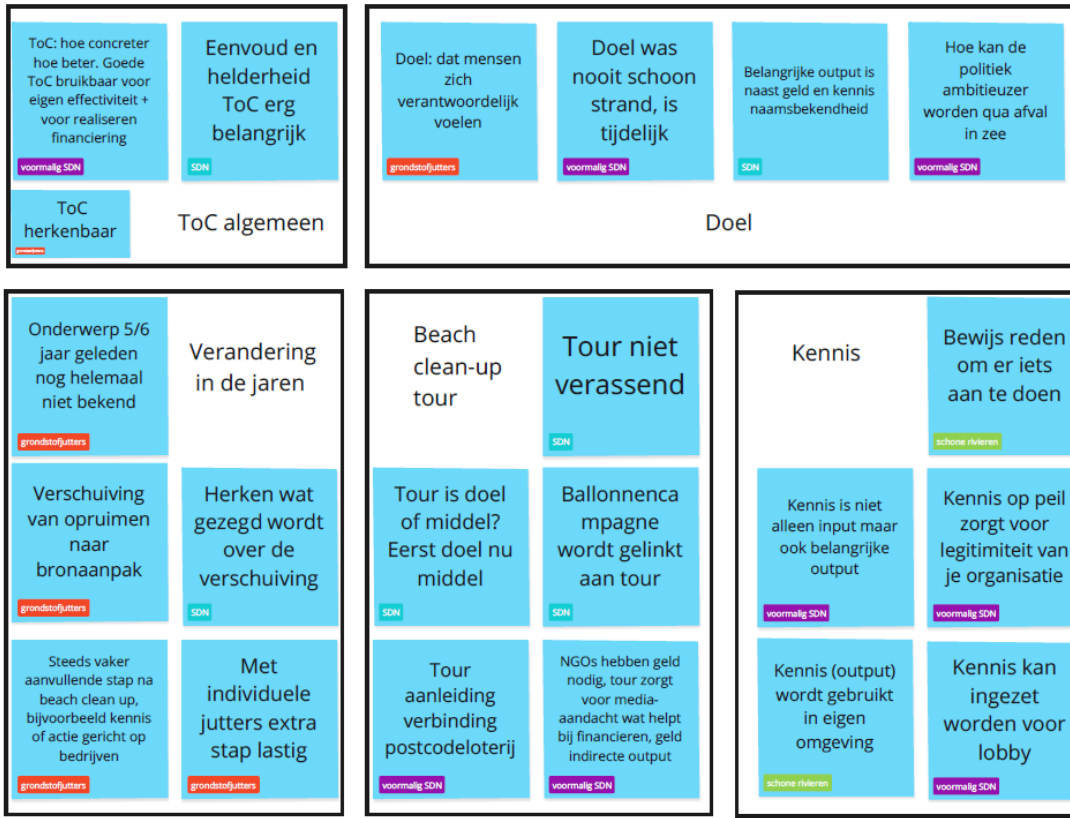 ToC: hoe concreter
hoe beter. Goede
ToC bruikbaar voor
eigen effectiviteit +
voor realiseren
financiering
voormalig SDN
Eenvoud en
helderheid
ToC erg
belangrijk
SDN
ToC
herkenbaar
ToC algemeen
Doel: dat mensen
zich
verantwoordelijk
voelen
grondstofjutters
Doel was
nooit schoon
strand, is
tijdelijk
voormalig SDN
Belangrijke output is
naast geld en kennis
naamsbekendheid
SDN
Hoe kan de
politiek
ambitieuzer
worden qua afval
in zee
voormalig SDN
Doel
Onderwerp 5/6
jaar geleden
nog helemaal
niet bekend
grondstofjutters
Verandering
in de jaren
Verschuiving
van opruimen
naar
bronaanpak
grondstofjutters
Herken wat
gezegd wordt
over de
verschuiving
SDN
Steeds vaker
aanvullende stap na
beach clean up,
bijvoorbeeld kennis
of actie gericht op
bedrijven
grondstofjutters
Met
individuele
jutters extra
stap lastig
grondstofjutters
Beach
clean-up
tour
Tour niet
verassend
SDN
Tour is doel
of middel?
Eerst doel nu
middel
SDN
Ballonnenca
mpagne
wordt gelinkt
aan tour
SDN
Tour
aanleiding
verbinding
postcodeloterij
voormalig SDN
NGOs hebben geld
nodig, tour zorgt
voor media-
aandacht wat helpt
bij financieren, geld
indirecte output
voormalig SDN
Kennis
Bewijs reden
om er iets
aan te doen
schone rivieren
Kennis is niet
alleen input maar
ook belangrijke
output
voormalig SDN
Kennis op peil
zorgt voor
legitimiteit van
je organisatie
voormalig SDN
Kennis (output)
wordt gebruikt
in eigen
omgeving
schone rivieren
Kennis kan
ingezet
worden voor
lobby
voormalig SDN